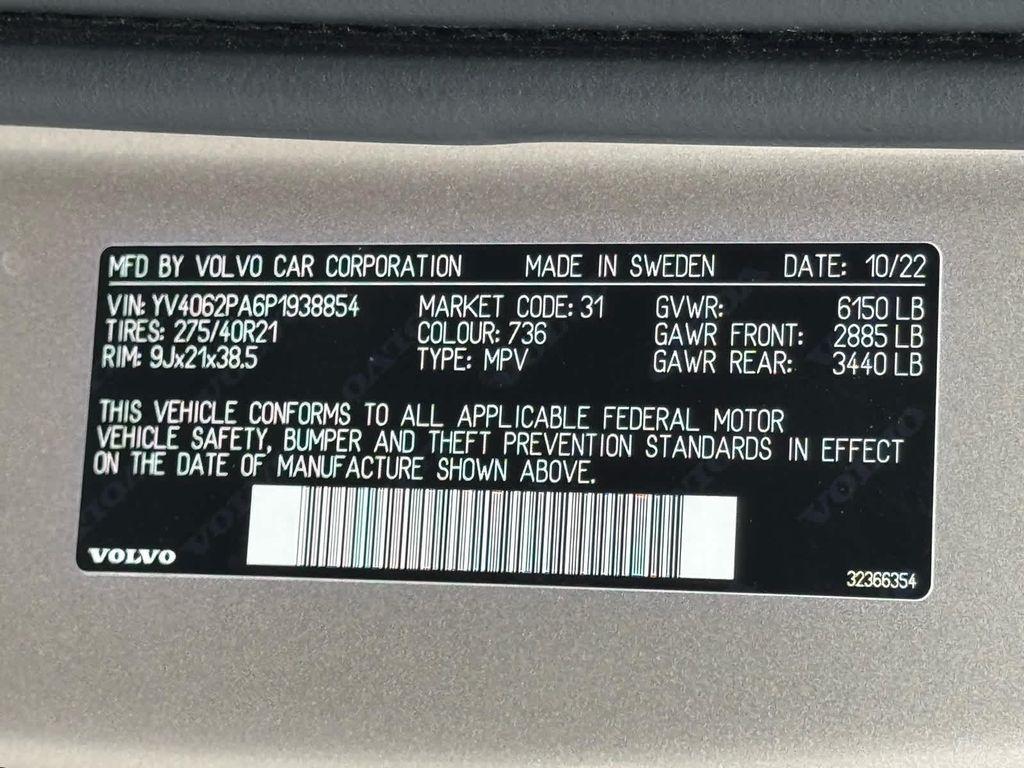 MFD BY VOLVO CAR CORPORATION MADE IN SWEDEN DATE: 10/22
VIN: YV4062PA6P1938854 MARKET CODE: 31 GVWR: 6150 LB
TIRES: 275/40R21 COLOUR: 736 GAWR FRONT: 2885 LB
RIM: 9Jx21x38.5 TYPE: MPV GAWR REAR: 3440 LB
THIS VEHICLE CONFORMS TO ALL APPLICABLE FEDERAL MOTOR
VEHICLE SAFETY, BUMPER AND THEFT PREVENTION STANDARDS IN EFFECT
ON THE DATE OF MANUFACTURE SHOWN ABOVE.
VOLVO
32366354